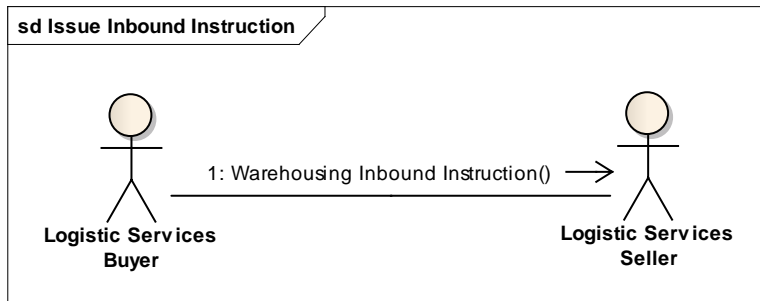 sd Issue Inbound Instruction
1: Warehousing Inbound Instruction()
Logistic Services
Buyer
Logistic Services
Seller